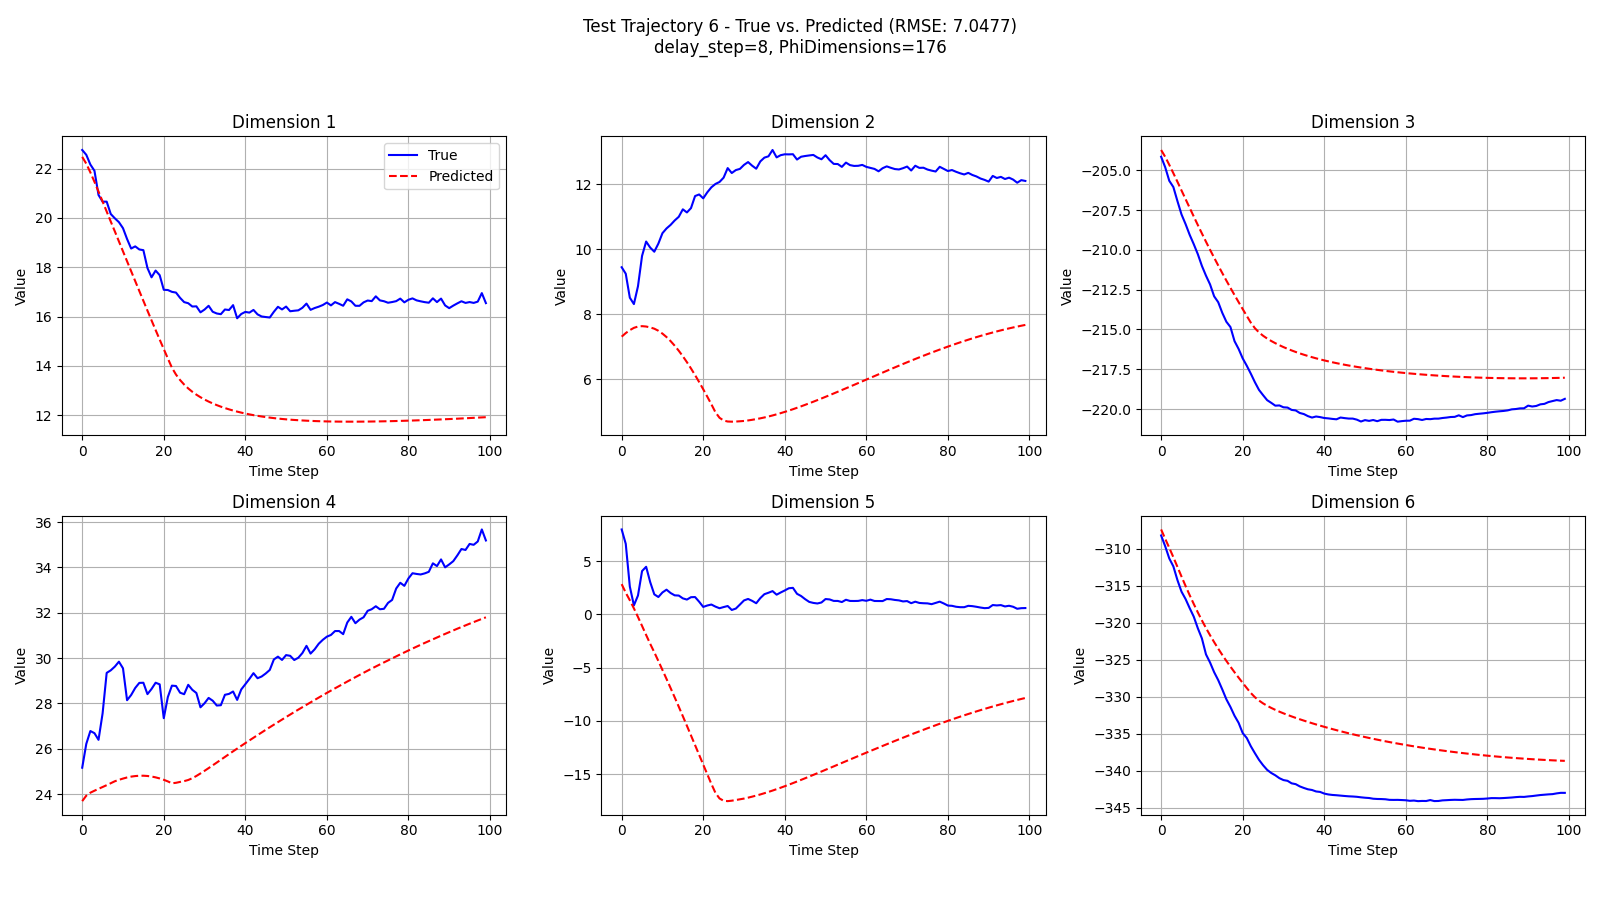 Test Trajectory 6 - True vs. Predicted (RMSE: 7.0477)
delay_step=8, PhiDimensions=176
Dimension 1
True
Predicted
Value
22
20
18
16
14
12
0 20 40 60 80 100
Time Step
Dimension 2
Value
12
10
8
6
0 20 40 60 80 100
Time Step
Dimension 3
Value
−205.0
−207.5
−210.0
−212.5
−215.0
−217.5
−220.0
0 20 40 60 80 100
Time Step
Dimension 4
Value
36
34
32
30
28
26
24
0 20 40 60 80 100
Time Step
Dimension 5
Value
5
0
−5
−10
−15
0 20 40 60 80 100
Time Step
Dimension 6
Value
−310
−315
−320
−325
−330
−335
−340
−345
0 20 40 60 80 100
Time Step